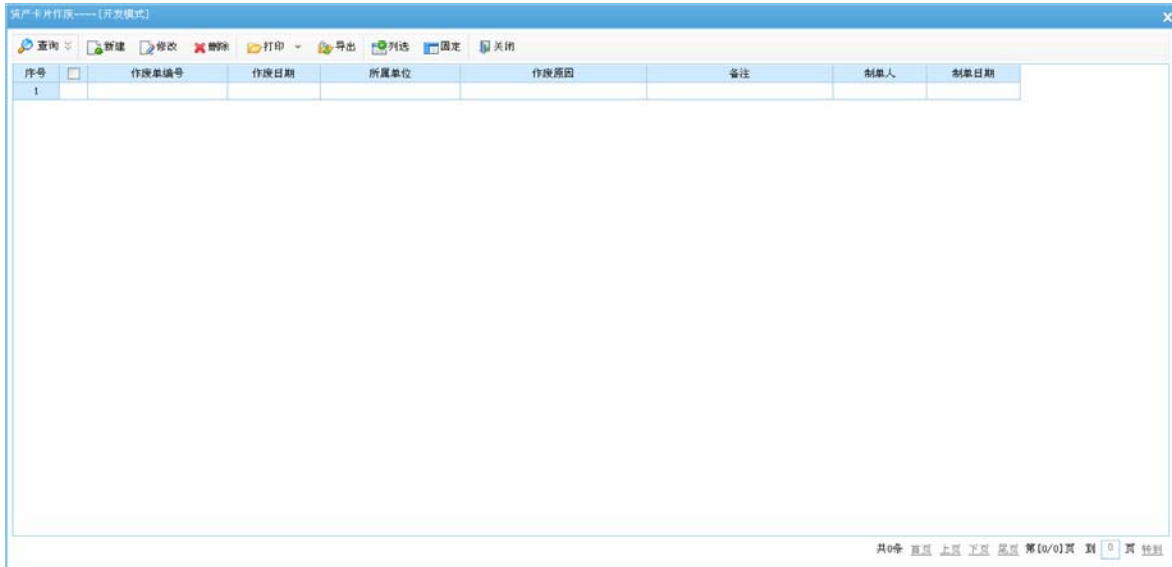 资产卡片作废----[开发模式]
查询 新建 修改 删除 打印 导出 列选 固定 关闭
序号 作废单编号 作废日期 所属单位 作废原因 备注 制单人 制单日期
1
共0条 首页 上页 下页 尾页 第[0/0]页 到 0 页 转到